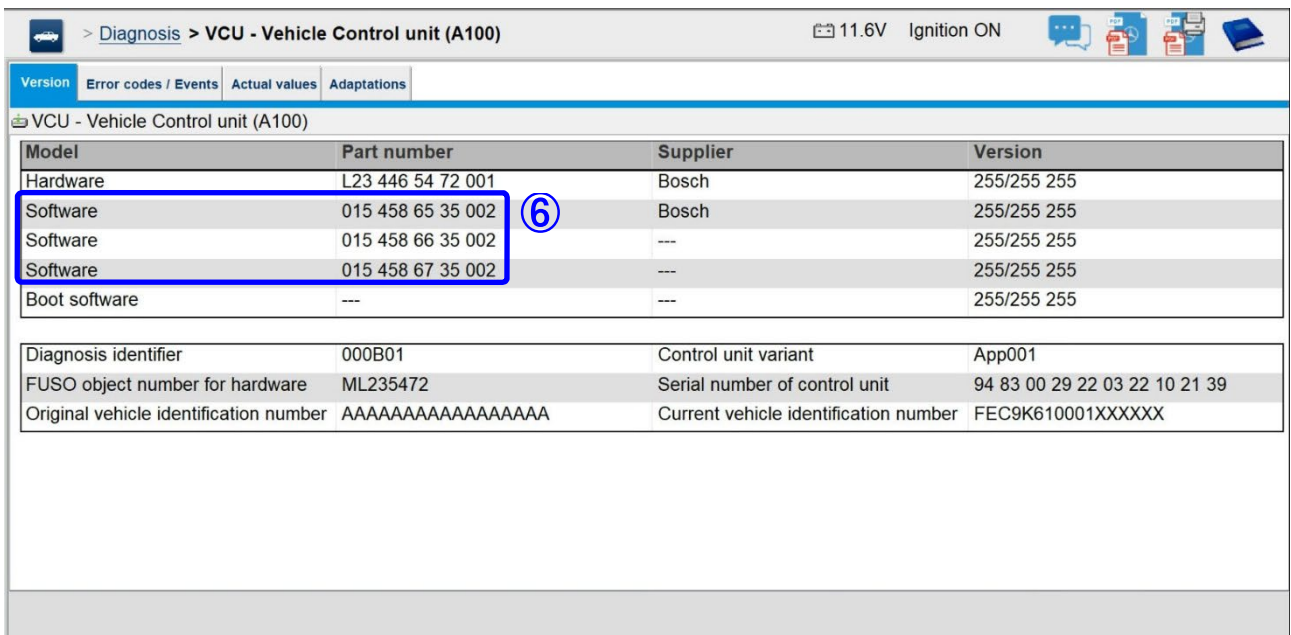 > Diagnosis > VCU - Vehicle Control unit (A100) 11.6V Ignition ON
Version Error codes / Events Actual values Adaptations
VCU - Vehicle Control unit (A100)
Model Part number Supplier Version
Hardware L23 446 54 72 001 Bosch 255/255 255
Software 015 458 65 35 002 ⑥ Bosch 255/255 255
Software 015 458 66 35 002 --- 255/255 255
Software 015 458 67 35 002 --- 255/255 255
Boot software --- --- 255/255 255
Diagnosis identifier 000B01 Control unit variant App001
FUSO object number for hardware ML235472 Serial number of control unit 94 83 00 29 22 03 22 10 21 39
Original vehicle identification number AAAAAAAAAAAAAAAAA Current vehicle identification number FEC9K610001XXXXXX